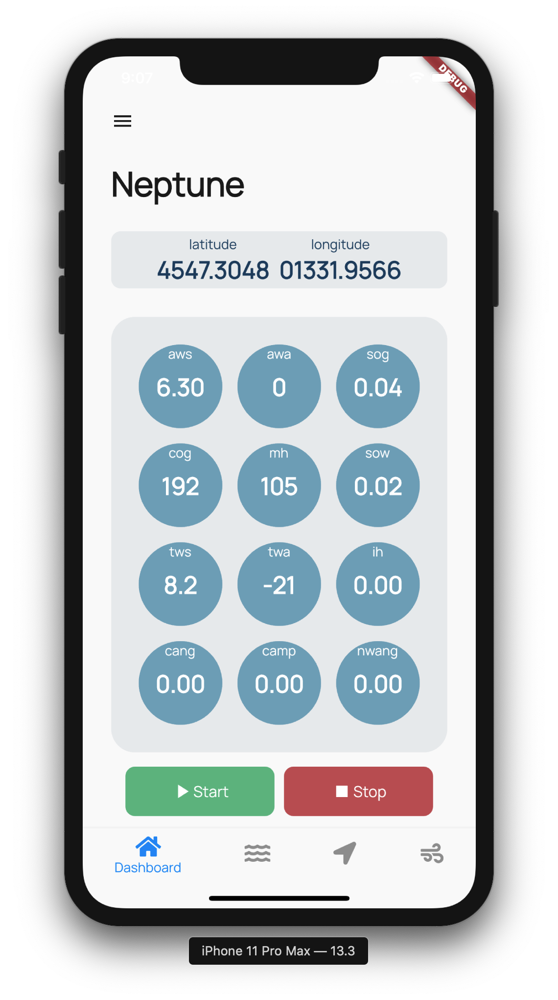 9:07
DEBUG
Neptune
latitude longitude
4547.3048 01331.9566
aws awa sog
6.30 0 0.04
cog mh sow
192 105 0.02
tws twa ih
8.2 -21 0.00
cang camp nwang
0.00 0.00 0.00
Start Stop
Dashboard
iPhone 11 Pro Max — 13.3